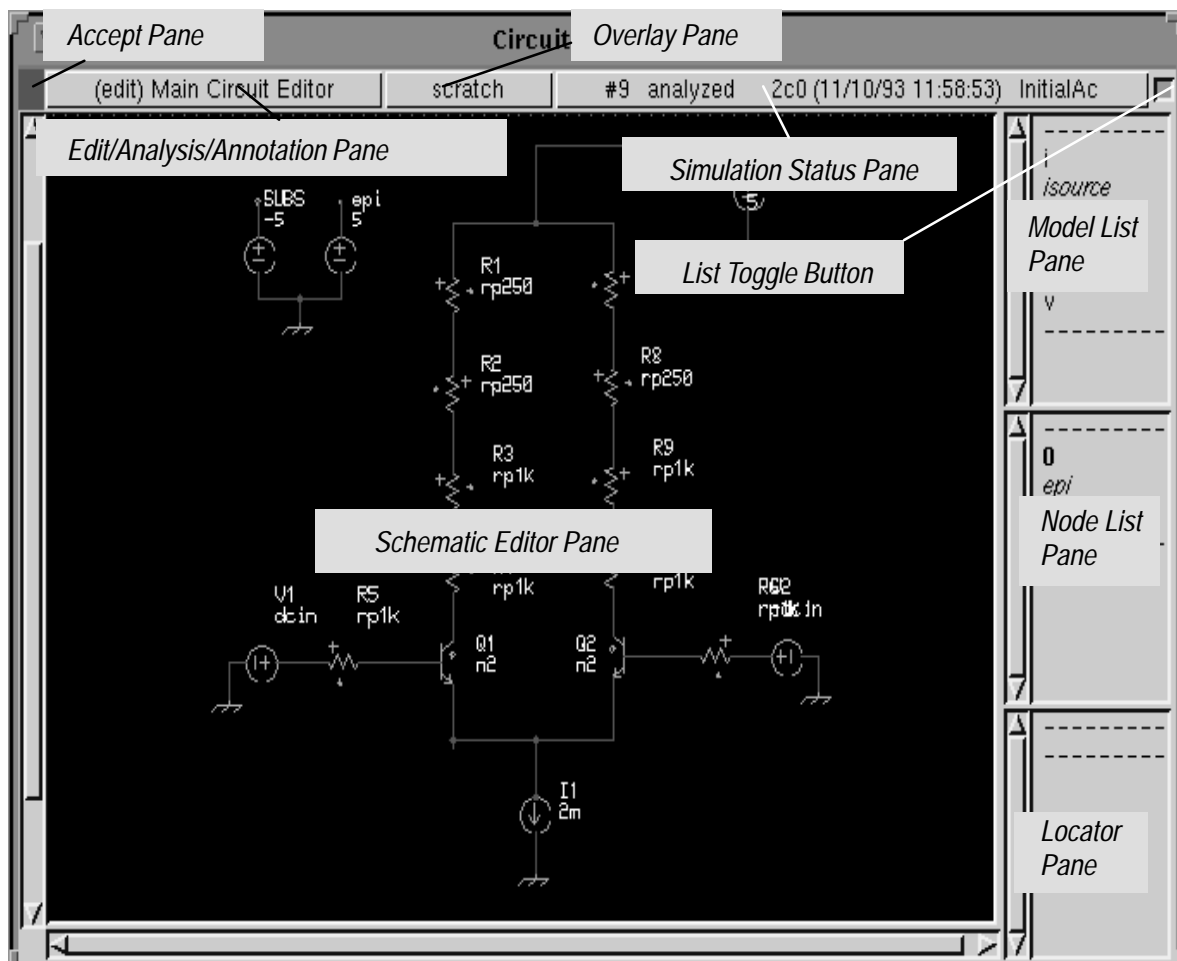 Accept Pane
Circuit
Overlay Pane
(edit) Main Circuit Editor
scratch
#9 analyzed 2c0 (11/10/93 11:58:53) InitialAc
Edit/Analysis/Annotation Pane
Simulation Status Pane
List Toggle Button
SUBS
-5
epi
5
-5
R1
rp250
R2
rp250
R8
rp250
R3
rp1k
R9
rp1k
Schematic Editor Pane
rp1k
rp1k
V1
dcin
R5
rp1k
Q1
n2
Q2
n2
I1
2m
i
isource
Model List
Pane
v
0
epi
Node List
Pane
Locator
Pane